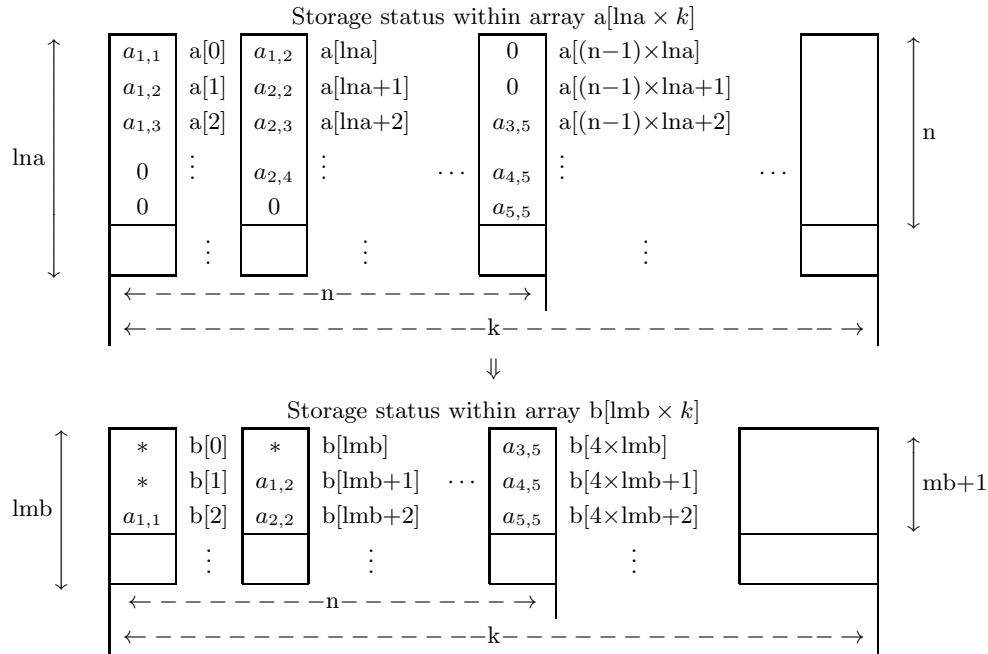 Storage status within array a[lna × k]
a1,1 a[0] a1,2 a[lna] 0 a[(n−1)×lna]
a1,2 a[1] a2,2 a[lna+1] 0 a[(n−1)×lna+1]
a1,3 a[2] a2,3 a[lna+2] a3,5 a[(n−1)×lna+2] n
lna 0 ⋮ a2,4 ⋮ ⋯ a4,5 ⋮ ⋯
0 0 a5,5
⋮ ⋮ ⋮
n
k
⇓
Storage status within array b[lmb × k]
∗ b[0] ∗ b[lmb] a3,5 b[4×lmb]
∗ b[1] a1,2 b[lmb+1] ⋯ a4,5 b[4×lmb+1] mb+1
lmb a1,1 b[2] a2,2 b[lmb+2] a5,5 b[4×lmb+2]
⋮ ⋮ ⋮
n
k